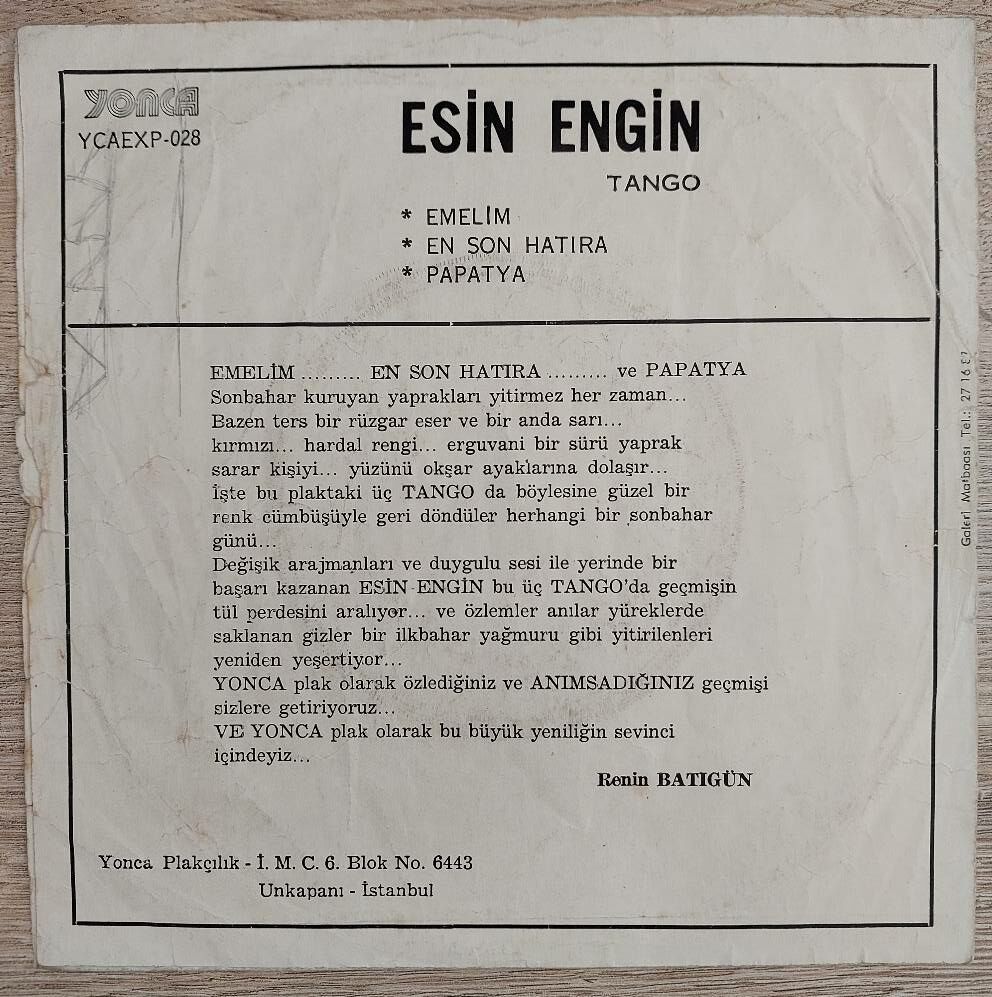 YONCA
YCAEXP-028
ESİN ENGİN
TANGO
* EMELİM
* EN SON HATIRA
* PAPATYA
EMELİM ......... EN SON HATIRA ......... ve PAPATYA
Sonbahar kuruyan yaprakları yitirmez her zaman...
Bazen ters bir rüzgar eser ve bir anda sarı...
kırmızı... hardal rengi... erguvani bir sürü yaprak
sarar kişiyi... yüzünü okşar ayaklarına dolaşır...
İşte bu plaktaki üç TANGO da böylesine güzel bir
renk cümbüşüyle geri döndüler herhangi bir sonbahar
günü...
Değişik arajmanları ve duygulu sesi ile yerinde bir
başarı kazanan ESİN ENGİN bu üç TANGO'da geçmişin
tül perdesini aralıyor... ve özlemler anılar yüreklerde
saklanan gizler bir ilkbahar yağmuru gibi yitirilenleri
yeniden yeşertiyor...
YONCA plak olarak özlediğiniz ve ANIMSADIĞINIZ geçmişi
sizlere getiriyoruz...
VE YONCA plak olarak bu büyük yeniliğin sevinci
içindeyiz...
Renin BATIGÜN
Yonca Plakçılık - İ. M. C. 6. Blok No. 6443
Unkapanı - İstanbul
Galeri Matbaası Tel.: 27 16 87